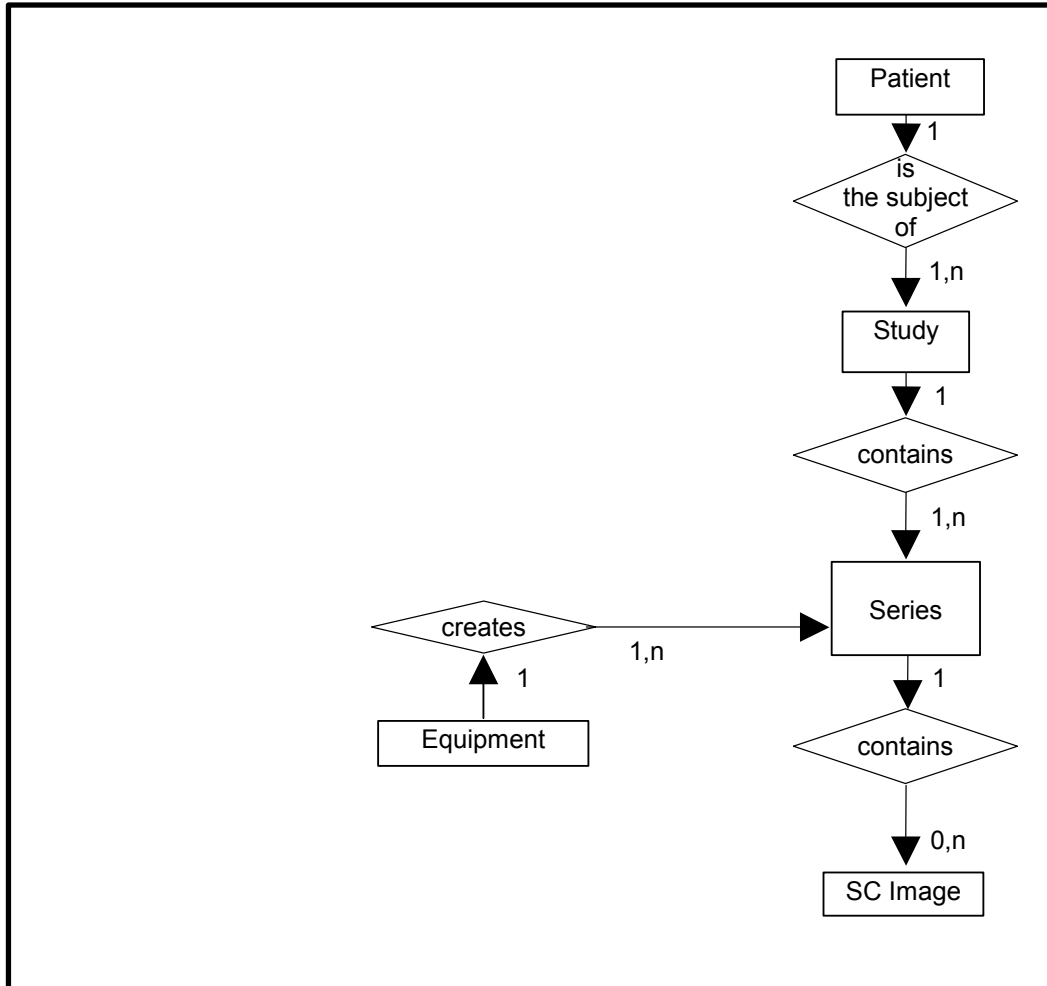 Patient
1
is
the subject
of
1,n
Study
1
contains
1,n
Series
creates
1,n
1
1
Equipment
contains
0,n
SC Image